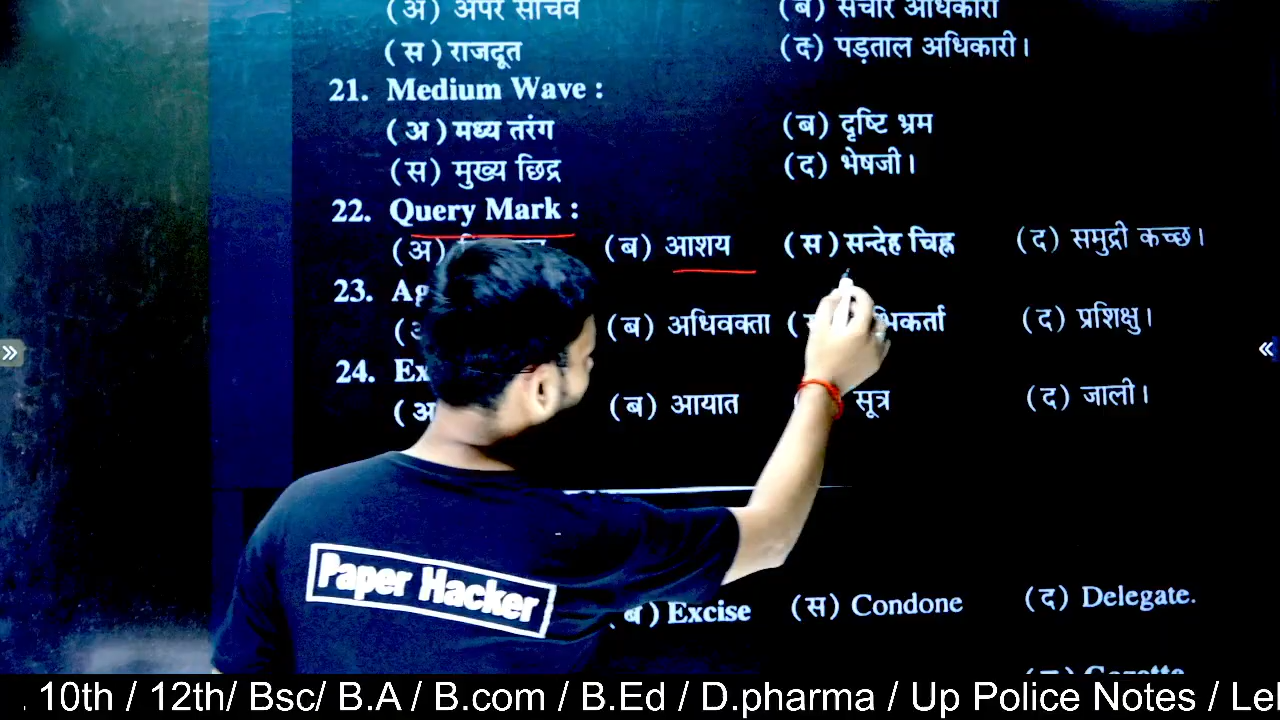 (अ) अपर सचिव (ब) संचार अधिकारी
(स) राजदूत (द) पड़ताल अधिकारी।
21. Medium Wave :
(अ) मध्य तरंग (ब) दृष्टि भ्रम
(स) मुख्य छिद्र (द) भेषजी।
22. Query Mark :
(अ) (ब) आशय (स) सन्देह चिह्न (द) समुद्री कच्छ।
23.
(ब) अधिवक्ता (द) प्रशिक्षु।
24.
(अ (ब) आयात सूत्र (द) जाली।
Paper Hacker
(ब) Excise (स) Condone (द) Delegate.
. 10th / 12th/ Bsc/ B.A / B.com / B.Ed / D.pharma / Up Police Notes /
»
«